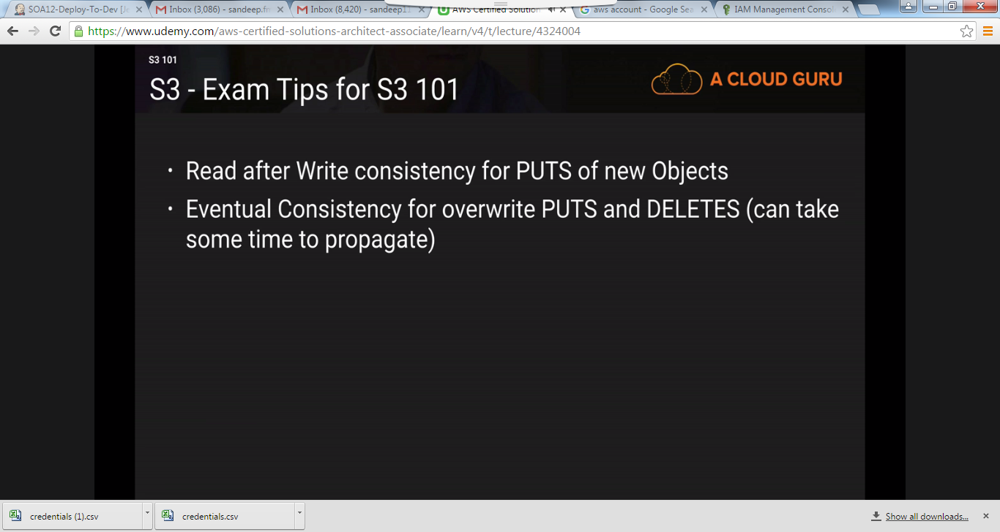 SOA12-Deploy-To-Dev [Je
Inbox (3,086) - sandeep.fm
Inbox (8,420) - sandeep11
AWS Certified Solution
aws account - Google Sea
IAM Management Consol
https://www.udemy.com/aws-certified-solutions-architect-associate/learn/v4/t/lecture/4324004
S3 101
S3 - Exam Tips for S3 101
A CLOUD GURU
• Read after Write consistency for PUTS of new Objects
• Eventual Consistency for overwrite PUTS and DELETES (can take
some time to propagate)
credentials (1).csv
credentials.csv
Show all downloads...